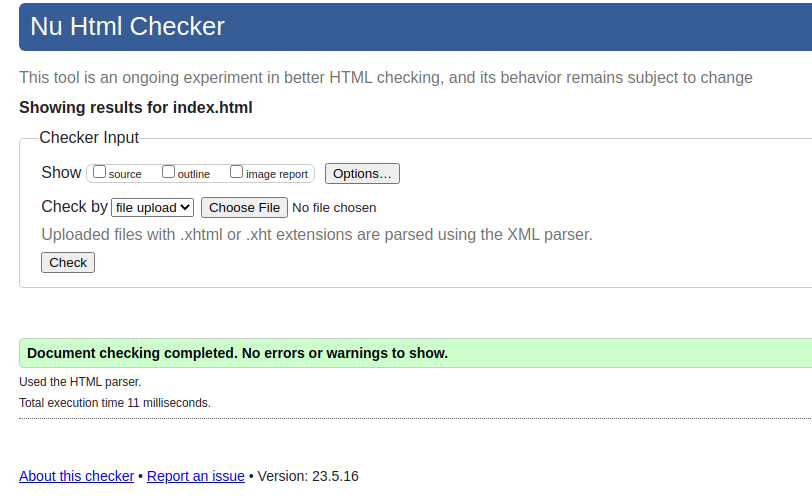 Nu Html Checker
This tool is an ongoing experiment in better HTML checking, and its behavior remains subject to change
Showing results for index.html
Checker Input
Show source outline image report Options…
Check by file upload Choose File No file chosen
Uploaded files with .xhtml or .xht extensions are parsed using the XML parser.
Check
Document checking completed. No errors or warnings to show.
Used the HTML parser.
Total execution time 11 milliseconds.
About this checker • Report an issue • Version: 23.5.16